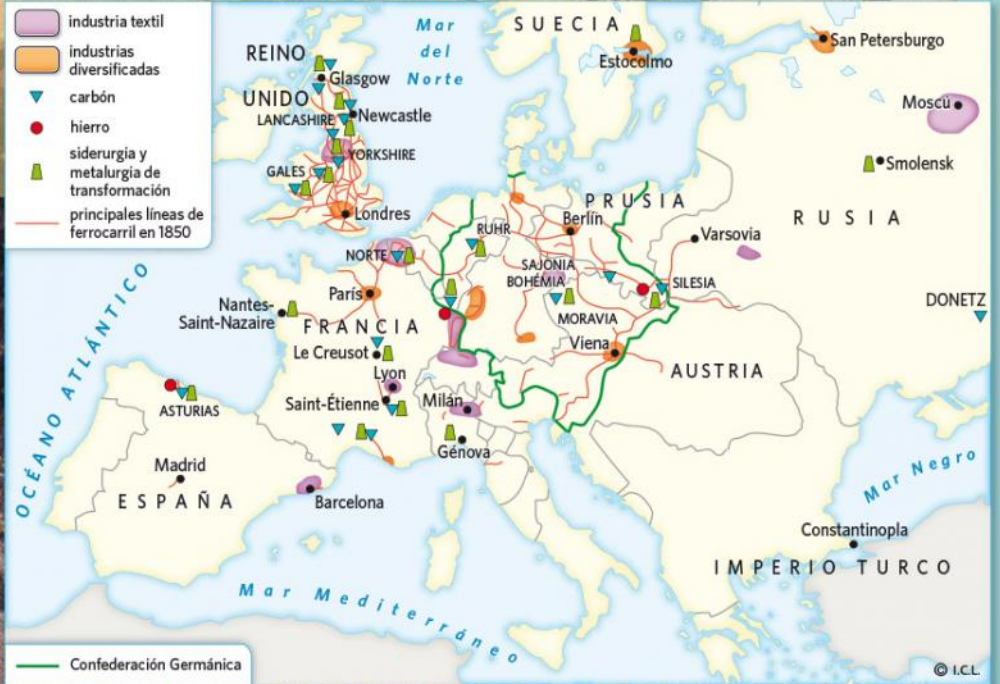 industria textil
industrias
diversificadas
carbón
hierro
siderurgia y
metalurgia de
transformación
principales líneas de
ferrocarril en 1850
Mar
del
Norte
SUECIA
Estocolmo
San Petersburgo
Moscú
Smolensk
RUSIA
REINO
UNIDO
Glasgow
Newcastle
LANCASHIRE
YORKSHIRE
GALES
Londres
PRUSIA
Berlín
RUHR
Varsovia
NORTE
SAJONIA
BOHEMIA
SILESIA
MORAVIA
DONETZ
París
Nantes-
Saint-Nazaire
FRANCIA
Le Creusot
Lyon
Saint-Étienne
Viena
AUSTRIA
Milán
Génova
OCÉANO ATLÁNTICO
ASTURIAS
Madrid
ESPAÑA
Barcelona
Mar Negro
Constantinopla
IMPERIO TURCO
Mar Mediterráneo
Confederación Germánica
© I.C.L.